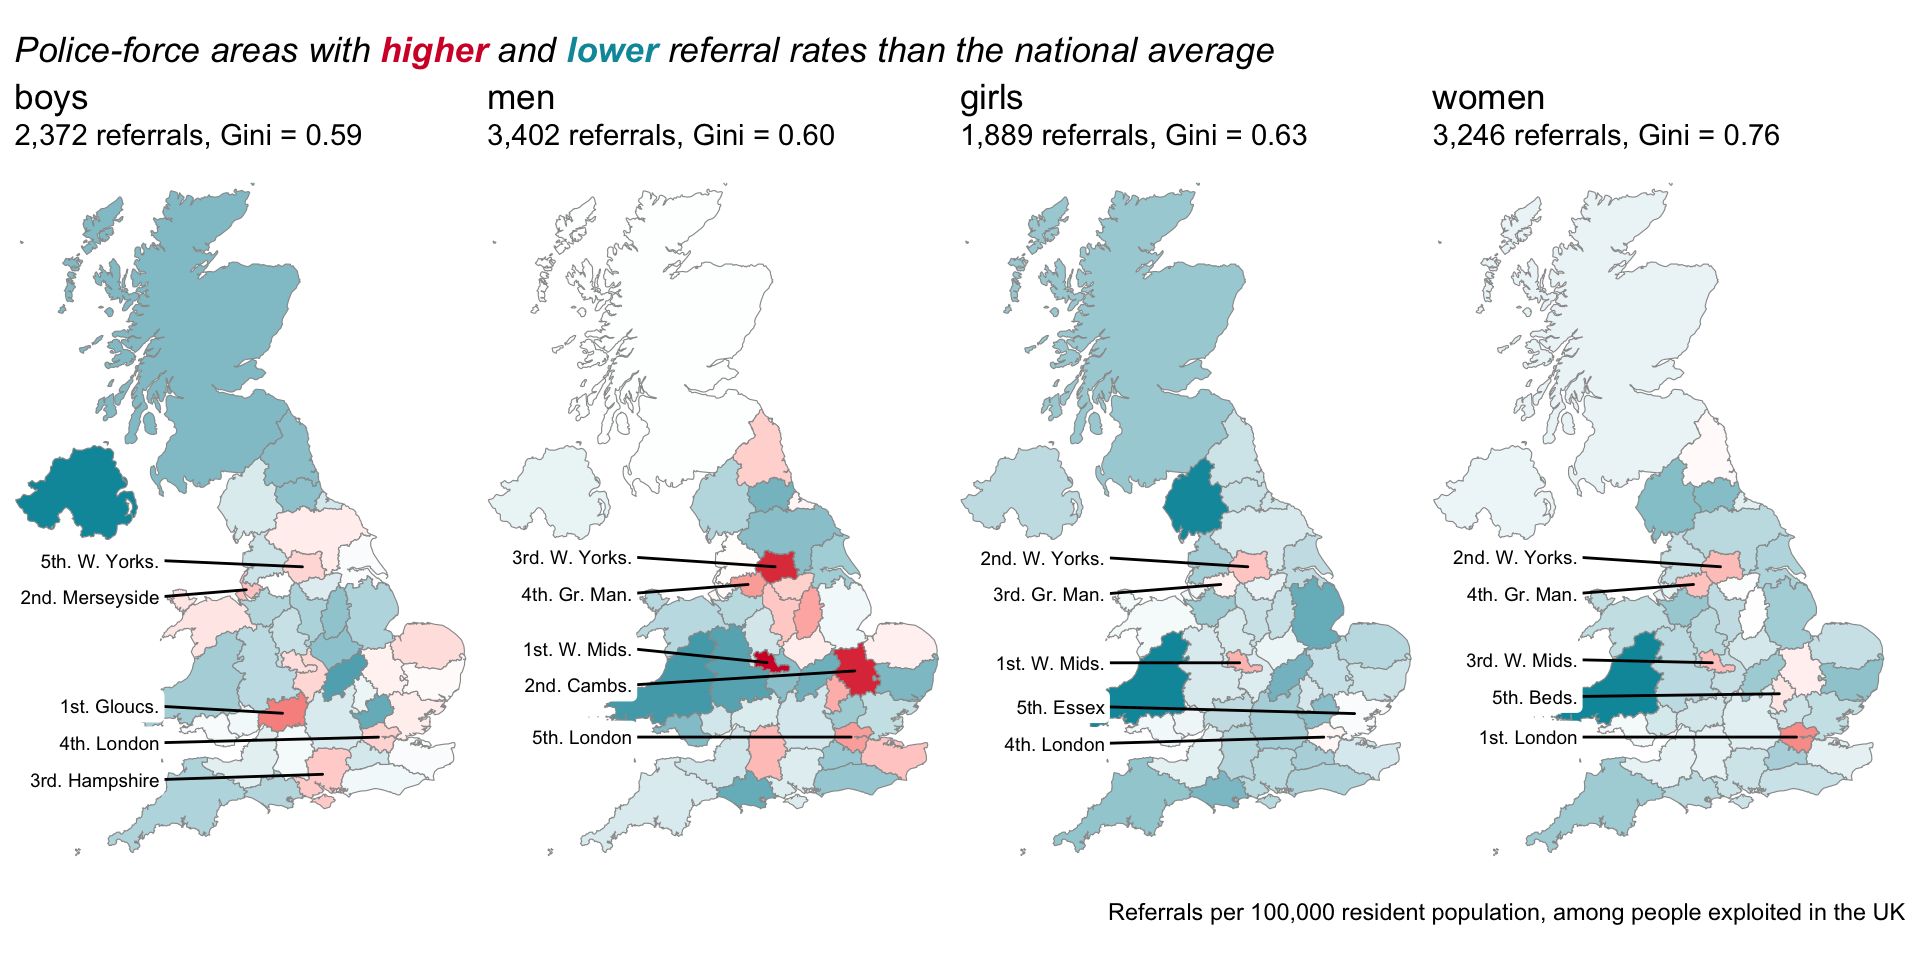 Police-force areas with higher and lower referral rates than the national average
boys
2,372 referrals, Gini = 0.59
5th. W. Yorks.
2nd. Merseyside
1st. Gloucs.
4th. London
3rd. Hampshire
men
3,402 referrals, Gini = 0.60
3rd. W. Yorks.
4th. Gr. Man.
1st. W. Mids.
2nd. Cambs.
5th. London
girls
1,889 referrals, Gini = 0.63
2nd. W. Yorks.
3rd. Gr. Man.
1st. W. Mids.
5th. Essex
4th. London
women
3,246 referrals, Gini = 0.76
2nd. W. Yorks.
4th. Gr. Man.
3rd. W. Mids.
5th. Beds.
1st. London
Referrals per 100,000 resident population, among people exploited in the UK